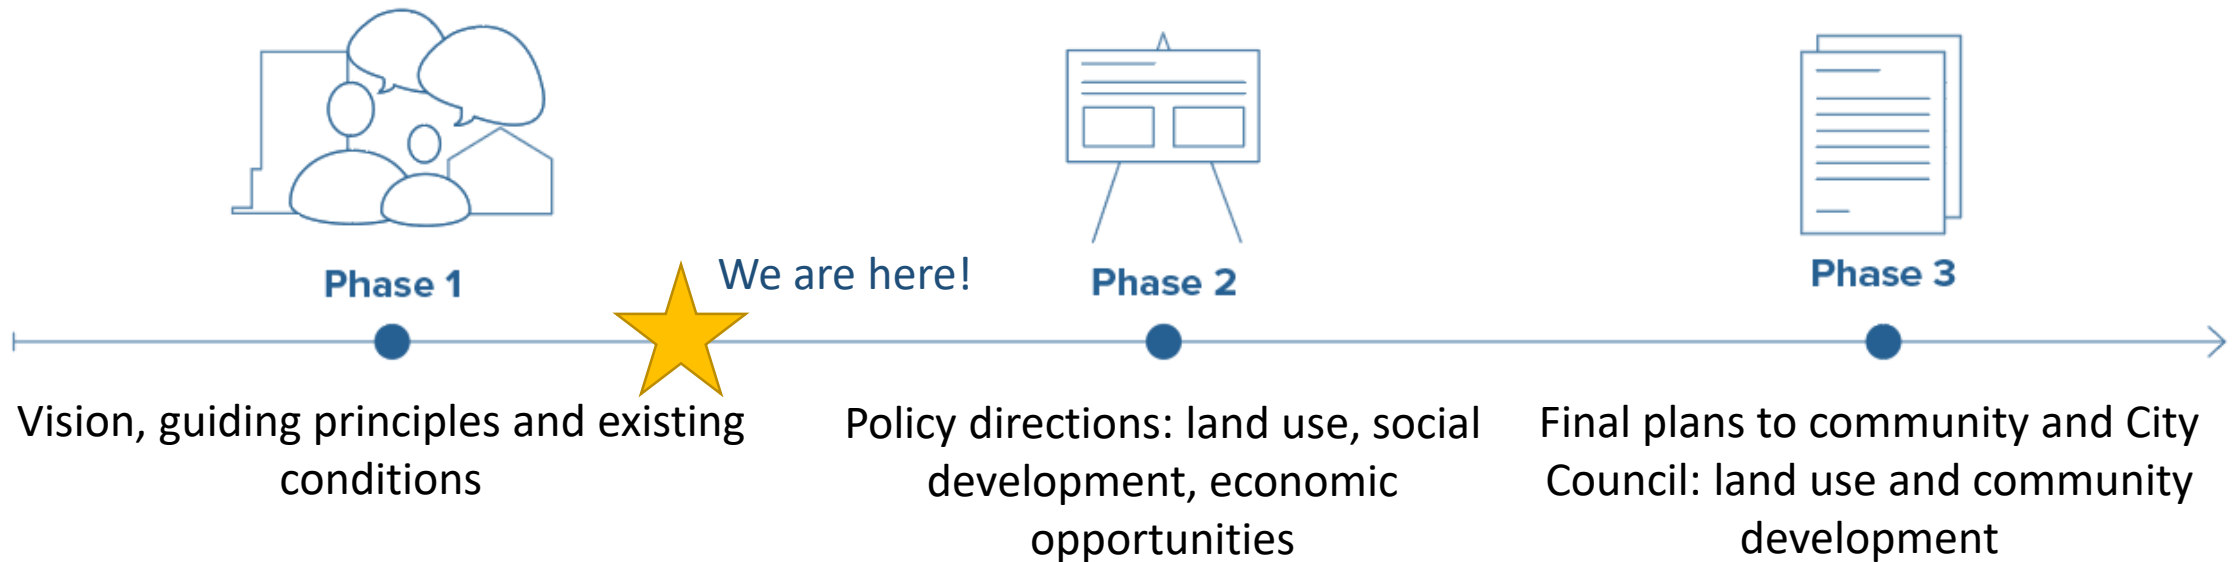 We are here!
Phase 1
Phase 2
Phase 3
Vision, guiding principles and existing
conditions
Policy directions: land use, social
development, economic
opportunities
Final plans to community and City
Council: land use and community
development